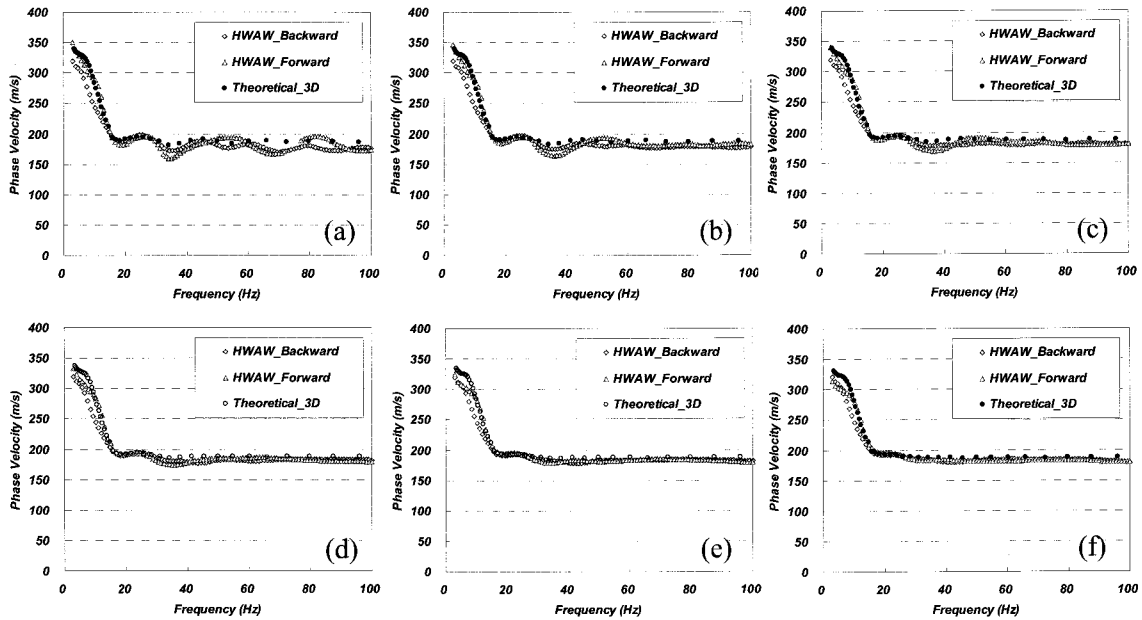 400
350
300
250
200
150
100
50
0
Phase Velocity (m/s)
HWAW_Backward
HWAW_Forward
Theoretical_3D
(a)
0 20 40 60 80 100
Frequency (Hz)
400
350
300
250
200
150
100
50
0
Phase Velocity (m/s)
HWAW_Backward
HWAW_Forward
Theoretical_3D
(b)
0 20 40 60 80 100
Frequency (Hz)
400
350
300
250
200
150
100
50
0
Phase Velocity (m/s)
HWAW_Backward
HWAW_Forward
Theoretical_3D
(c)
0 20 40 60 80 100
Frequency (Hz)
400
350
300
250
200
150
100
50
0
Phase Velocity (m/s)
HWAW_Backward
HWAW_Forward
Theoretical_3D
(d)
0 20 40 60 80 100
Frequency (Hz)
400
350
300
250
200
150
100
50
0
Phase Velocity (m/s)
HWAW_Backward
HWAW_Forward
Theoretical_3D
(e)
0 20 40 60 80 100
Frequency (Hz)
400
350
300
250
200
150
100
50
0
Phase Velocity (m/s)
HWAW_Backward
HWAW_Forward
Theoretical_3D
(f)
0 20 40 60 80 100
Frequency (Hz)